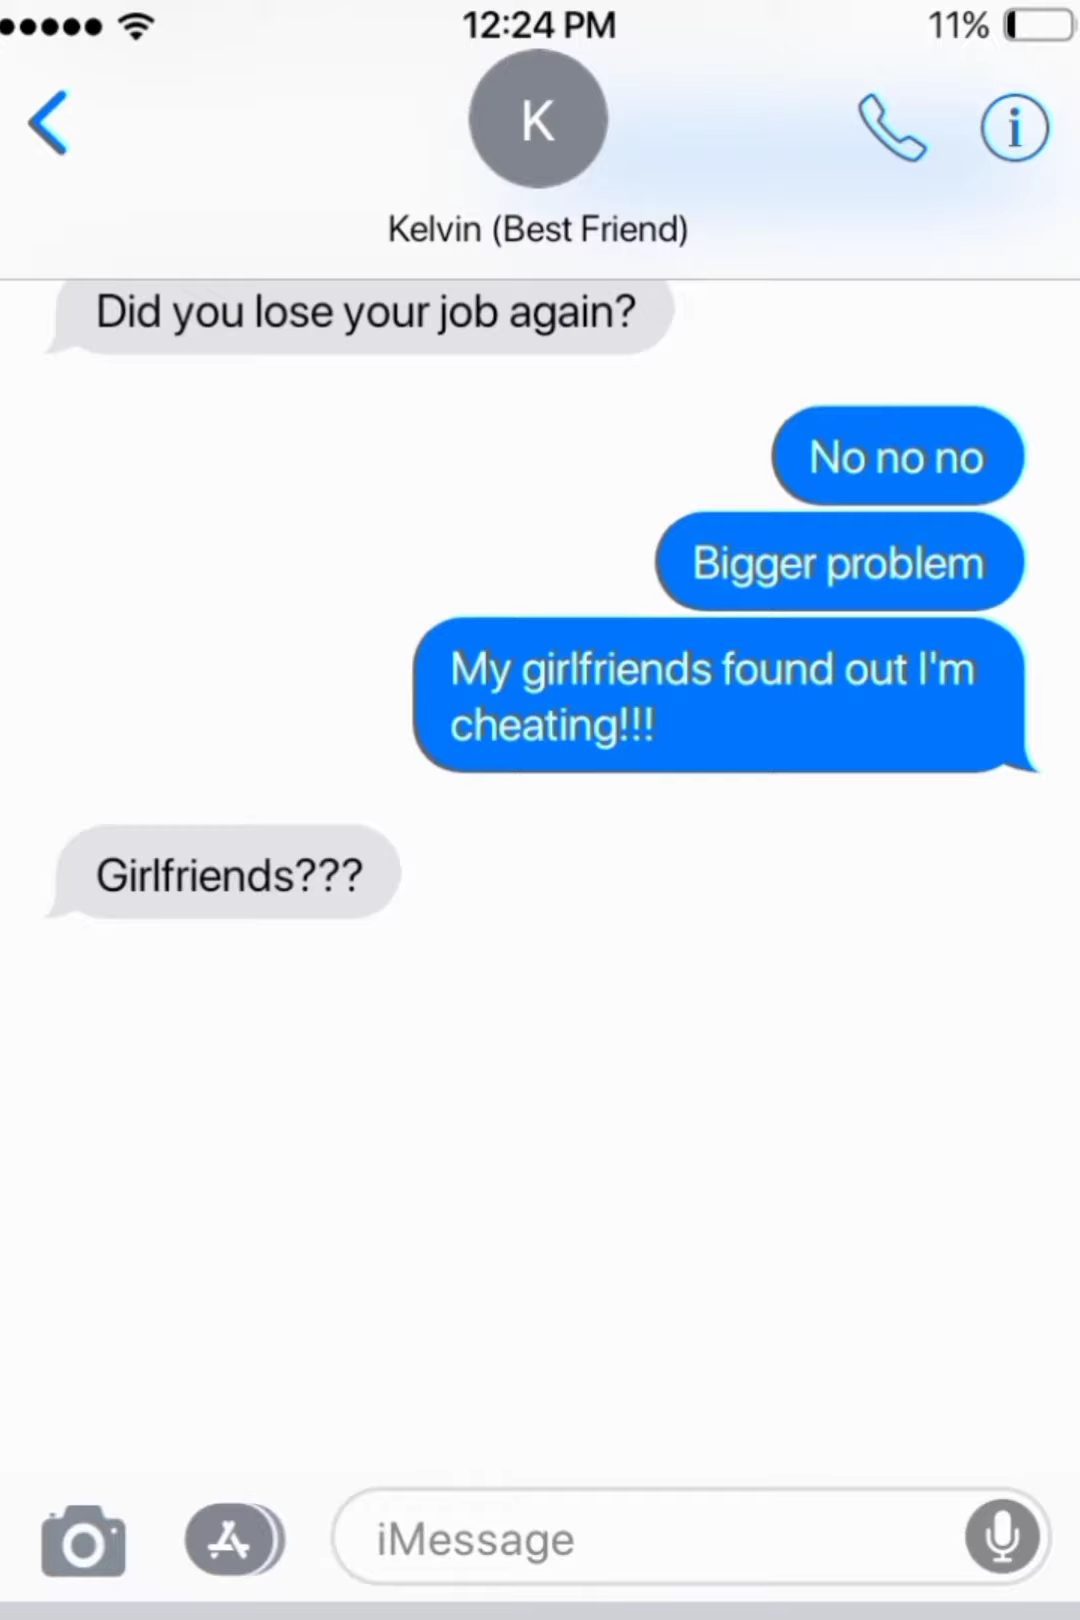 12:24 PM
11%
K
Kelvin (Best Friend)
Did you lose your job again?
No no no
Bigger problem
My girlfriends found out I'm
cheating!!!
Girlfriends???
iMessage